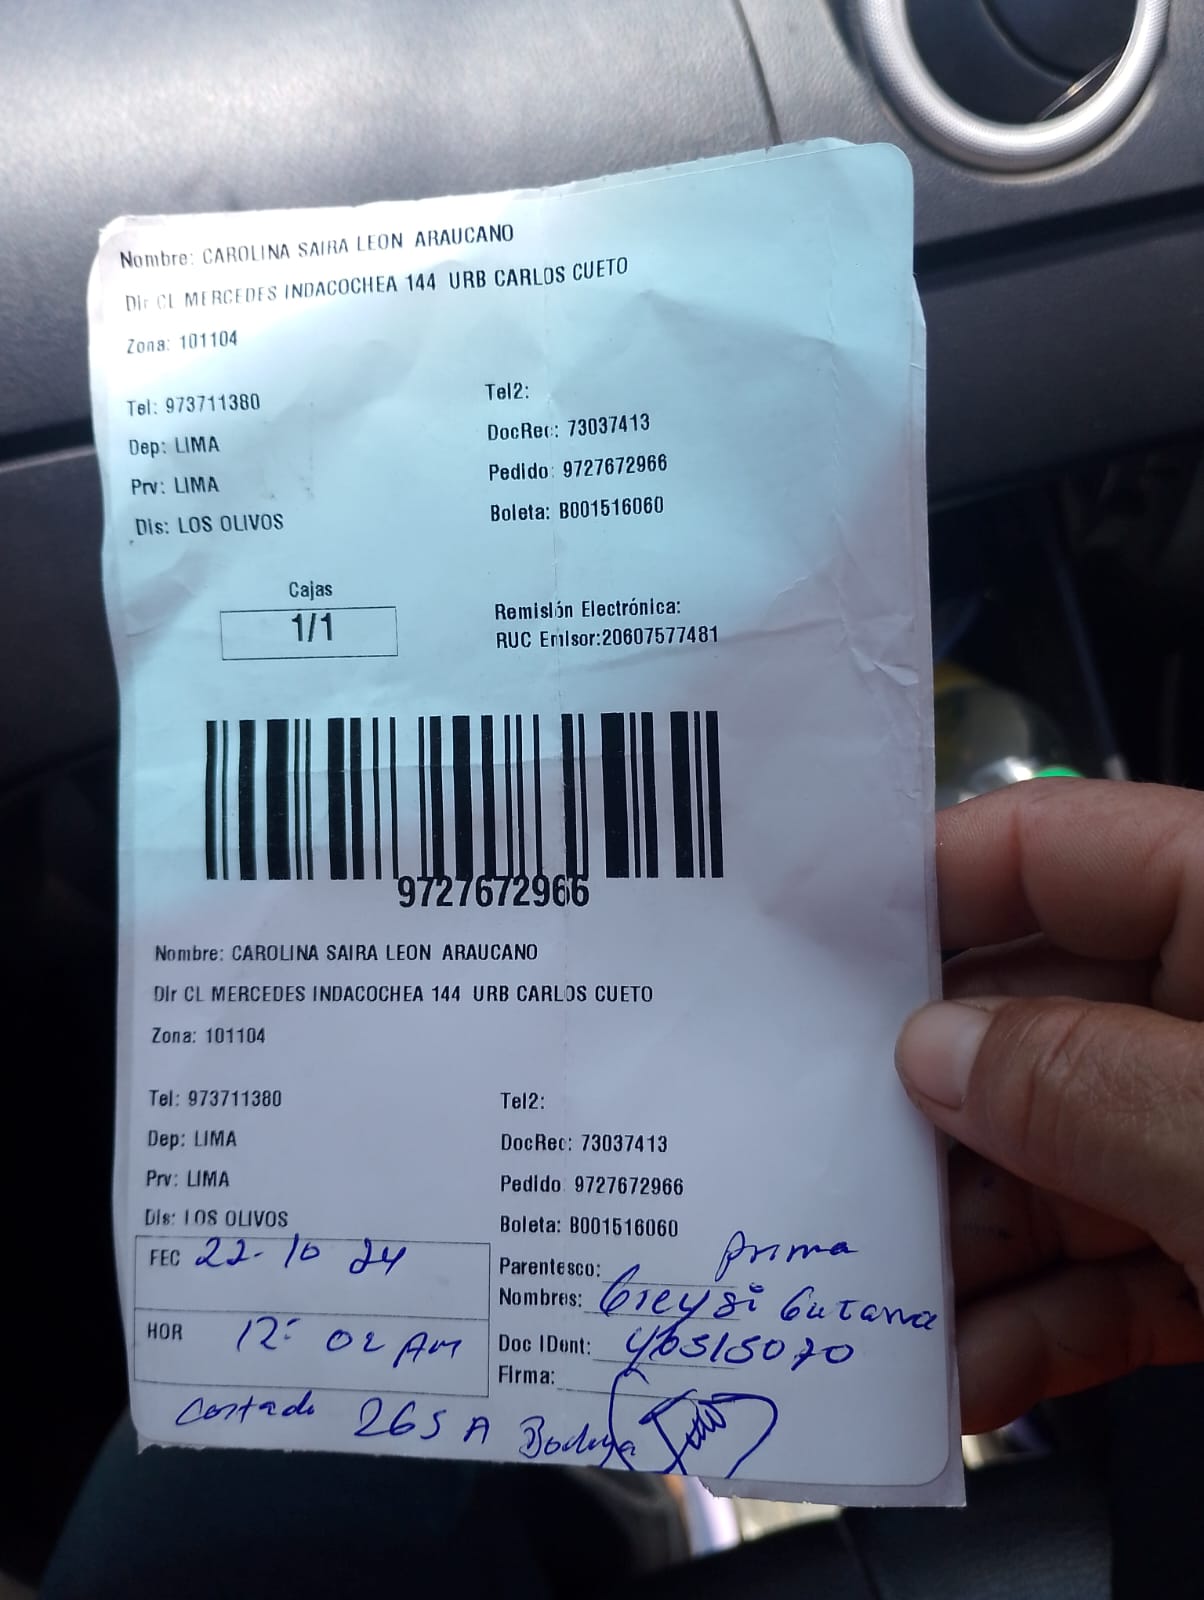 Nombre: CAROLINA SAIRA LEON ARAUCANO
Dir CL MERCEDES INDACOCHEA 144 URB CARLOS CUETO
Zona: 101104
Tel: 973711380 Tel2:
Dep: LIMA DocRec: 73037413
Prv: LIMA Pedido: 9727672966
Dis: LOS OLIVOS Boleta: B001516060
Cajas
1/1
Remisión Electrónica:
RUC Emisor:20607577481
9727672966
Nombre: CAROLINA SAIRA LEON ARAUCANO
Dir CL MERCEDES INDACOCHEA 144 URB CARLOS CUETO
Zona: 101104
Tel: 973711380 Tel2:
Dep: LIMA DocRec: 73037413
Prv: LIMA Pedido 9727672966
Dis: LOS OLIVOS Boleta: B001516060
FEC 22-10 24
HOR 12:02 AM
Parentesco: prima
Nombres: Greysi
Doc IDent:
Firma:
Costado 265 A Bodega